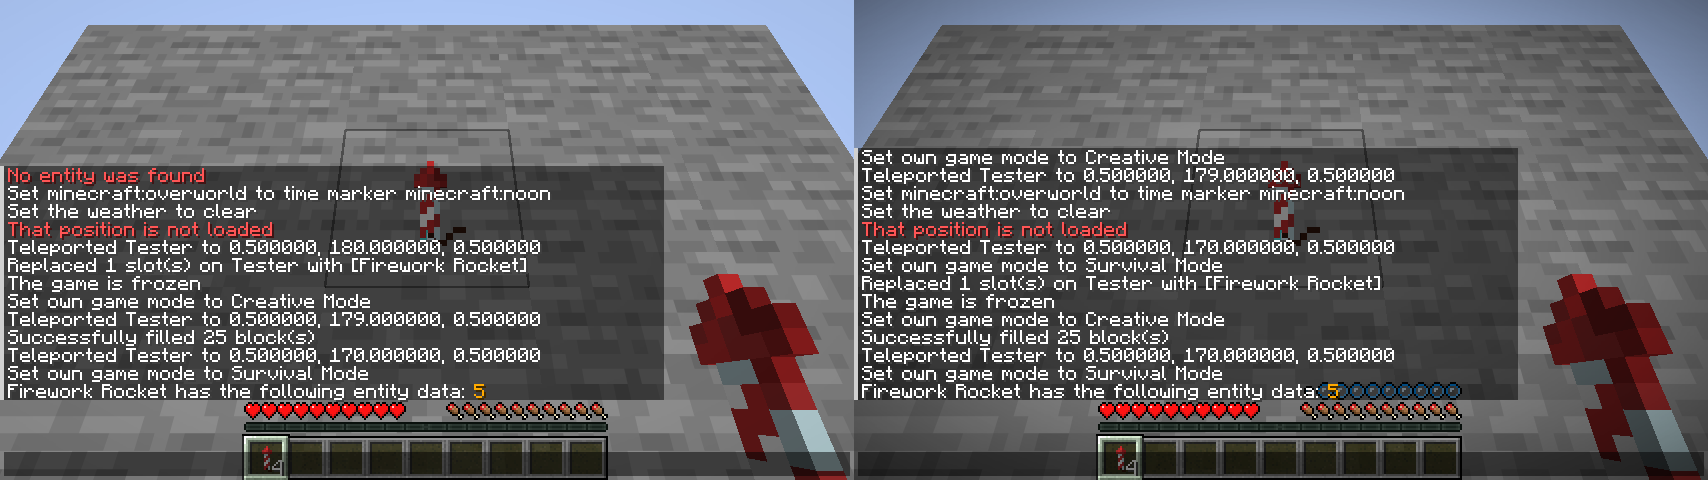 No entity was found
Set minecraft:overworld to time marker minecraft:noon
Set the weather to clear
That position is not loaded
Teleported Tester to 0.500000, 180.000000, 0.500000
Replaced 1 slot(s) on Tester with [Firework Rocket]
The game is frozen
Set own game mode to Creative Mode
Teleported Tester to 0.500000, 179.000000, 0.500000
Successfully filled 25 block(s)
Teleported Tester to 0.500000, 170.000000, 0.500000
Set own game mode to Survival Mode
Firework Rocket has the following entity data: 5
4
Set own game mode to Creative Mode
Teleported Tester to 0.500000, 179.000000, 0.500000
Set minecraft:overworld to time marker minecraft:noon
Set the weather to clear
That position is not loaded
Teleported Tester to 0.500000, 170.000000, 0.500000
Set own game mode to Survival Mode
Replaced 1 slot(s) on Tester with [Firework Rocket]
The game is frozen
Set own game mode to Creative Mode
Successfully filled 25 block(s)
Teleported Tester to 0.500000, 170.000000, 0.500000
Set own game mode to Survival Mode
Firework Rocket has the following entity data: 5
4